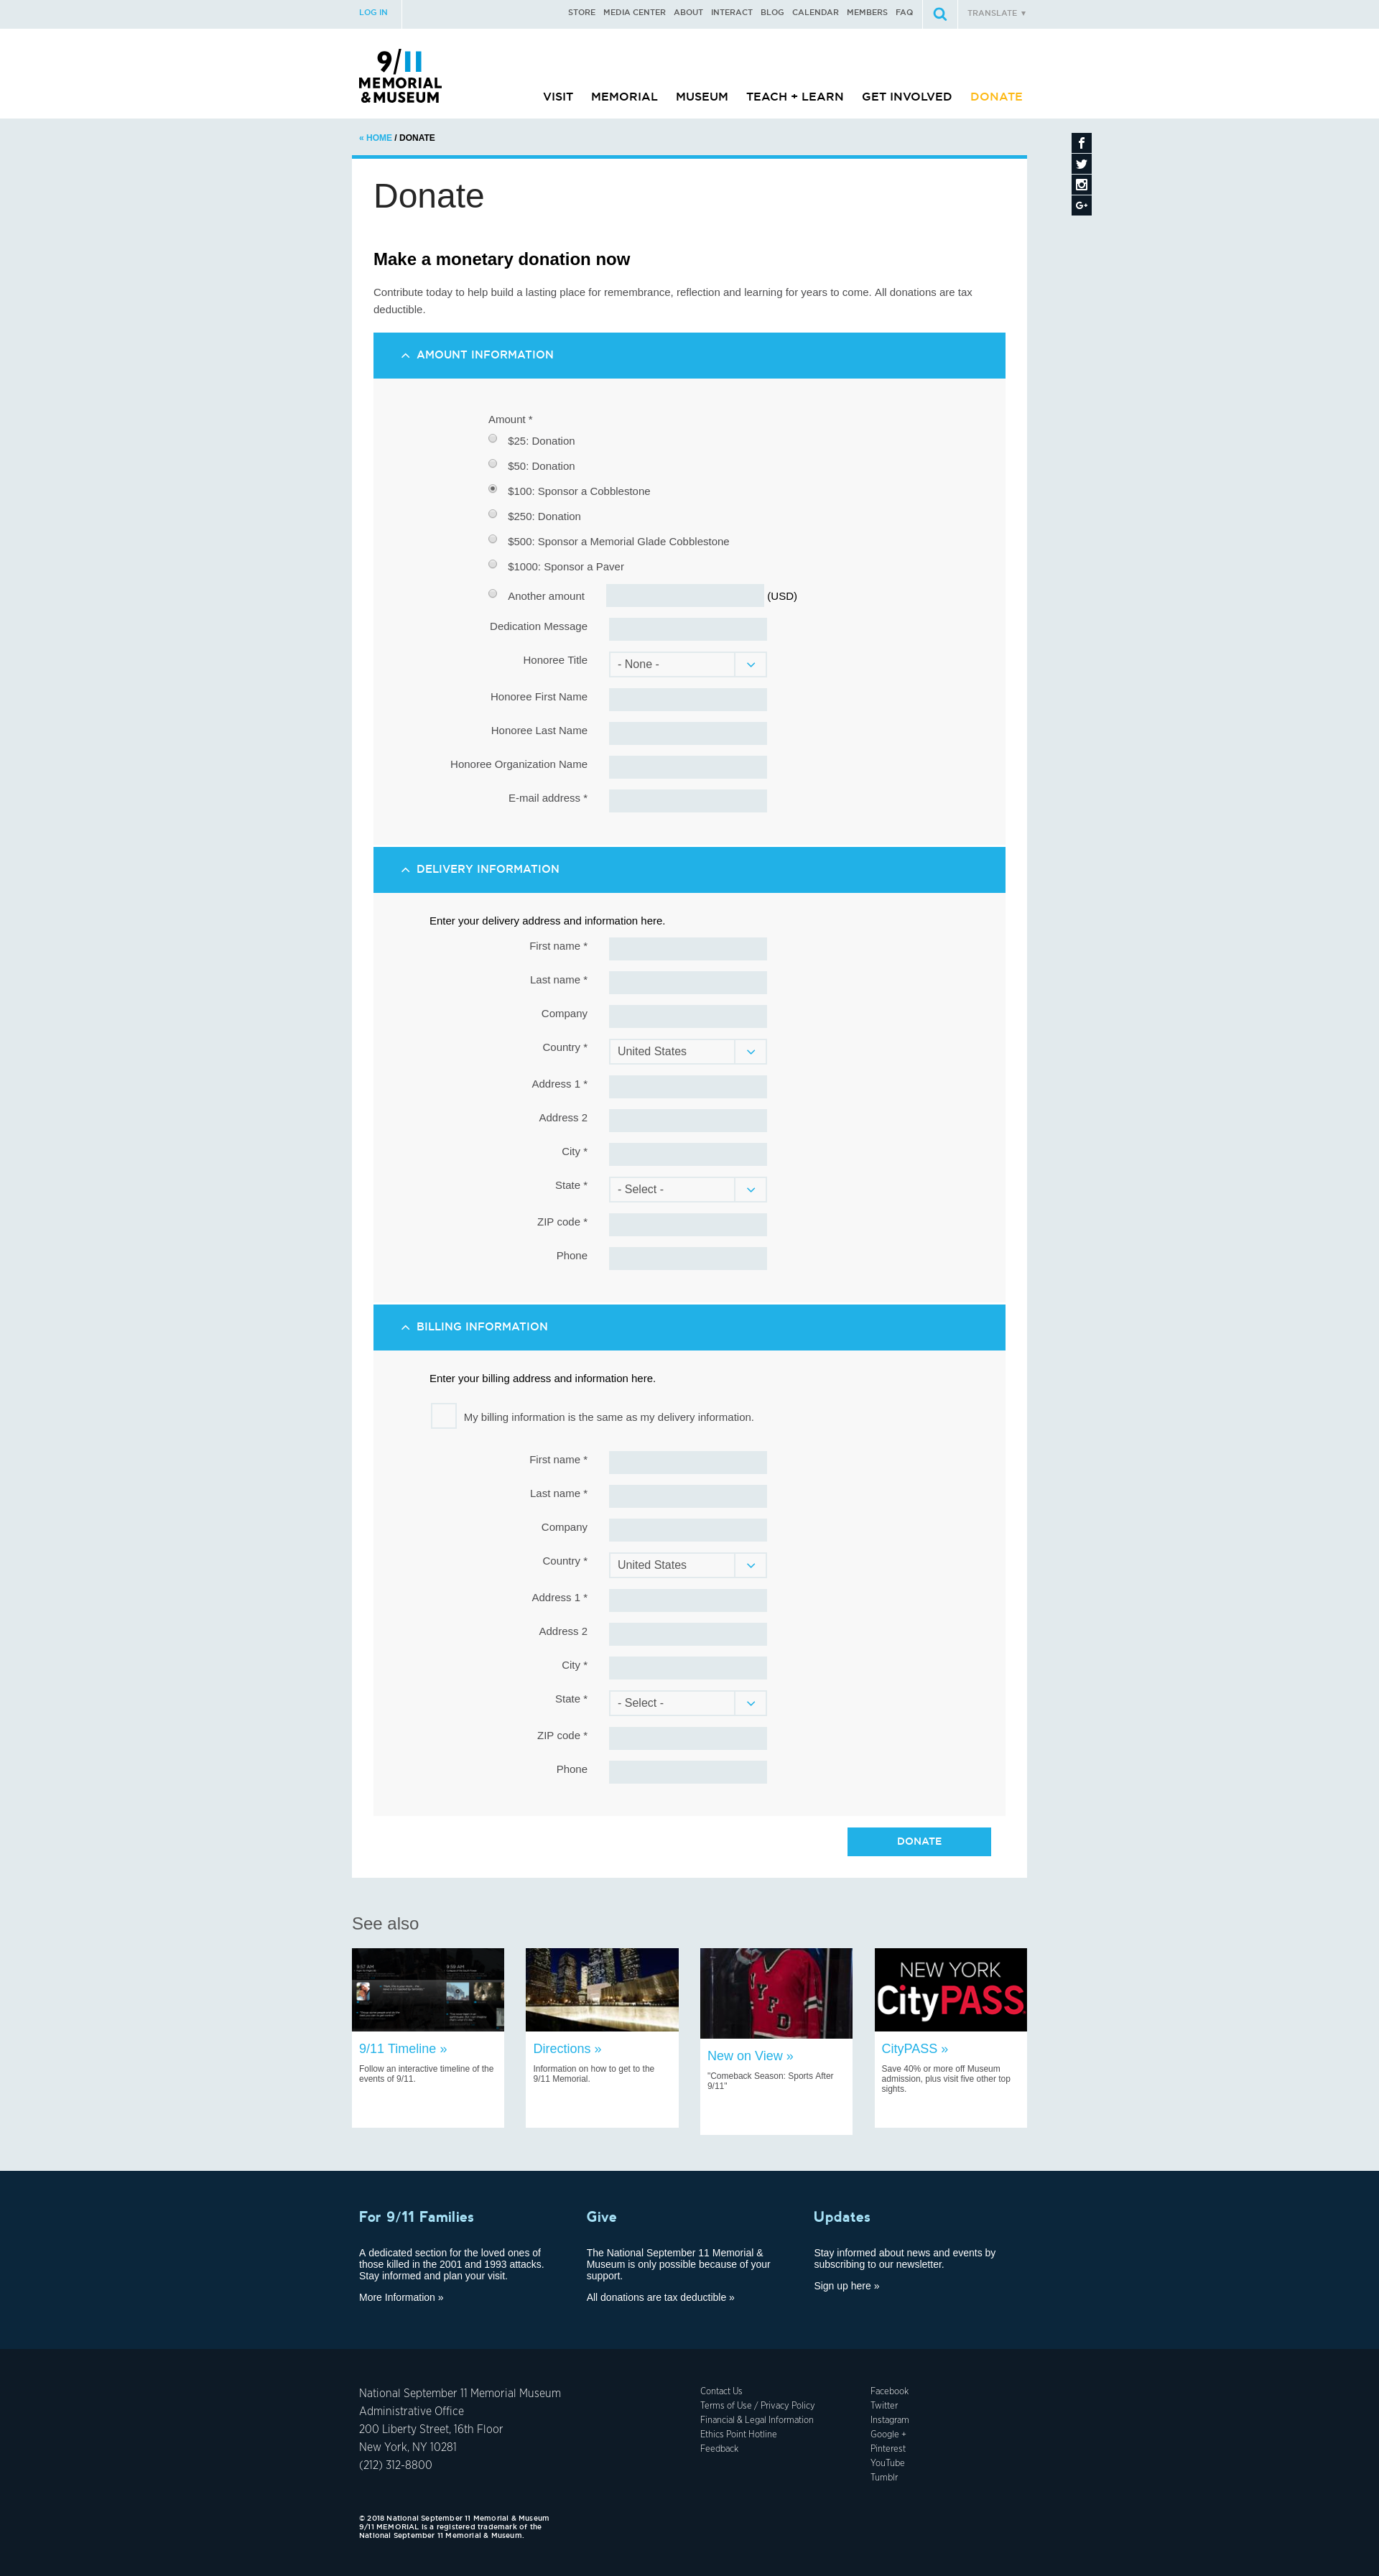 LOG IN
STORE MEDIA CENTER ABOUT INTERACT BLOG CALENDAR MEMBERS FAQ
TRANSLATE ▼
9/11
MEMORIAL
&MUSEUM
VISIT MEMORIAL MUSEUM TEACH + LEARN GET INVOLVED DONATE
« HOME / DONATE
Donate
Make a monetary donation now
Contribute today to help build a lasting place for remembrance, reflection and learning for years to come. All donations are tax
deductible.
AMOUNT INFORMATION
Amount *
$25: Donation
$50: Donation
$100: Sponsor a Cobblestone
$250: Donation
$500: Sponsor a Memorial Glade Cobblestone
$1000: Sponsor a Paver
Another amount (USD)
Dedication Message
Honoree Title - None -
Honoree First Name
Honoree Last Name
Honoree Organization Name
E-mail address *
DELIVERY INFORMATION
Enter your delivery address and information here.
First name *
Last name *
Company
Country * United States
Address 1 *
Address 2
City *
State * - Select -
ZIP code *
Phone
BILLING INFORMATION
Enter your billing address and information here.
My billing information is the same as my delivery information.
First name *
Last name *
Company
Country * United States
Address 1 *
Address 2
City *
State * - Select -
ZIP code *
Phone
DONATE
See also
NEW YORK
CityPASS
9/11 Timeline »
Follow an interactive timeline of the
events of 9/11.
Directions »
Information on how to get to the
9/11 Memorial.
New on View »
"Comeback Season: Sports After
9/11"
CityPASS »
Save 40% or more off Museum
admission, plus visit five other top
sights.
For 9/11 Families
A dedicated section for the loved ones of
those killed in the 2001 and 1993 attacks.
Stay informed and plan your visit.
More Information »
Give
The National September 11 Memorial &
Museum is only possible because of your
support.
All donations are tax deductible »
Updates
Stay informed about news and events by
subscribing to our newsletter.
Sign up here »
National September 11 Memorial Museum
Administrative Office
200 Liberty Street, 16th Floor
New York, NY 10281
(212) 312-8800
Contact Us
Terms of Use / Privacy Policy
Financial & Legal Information
Ethics Point Hotline
Feedback
Facebook
Twitter
Instagram
Google +
Pinterest
YouTube
Tumblr
© 2018 National September 11 Memorial & Museum
9/11 MEMORIAL is a registered trademark of the
National September 11 Memorial & Museum.